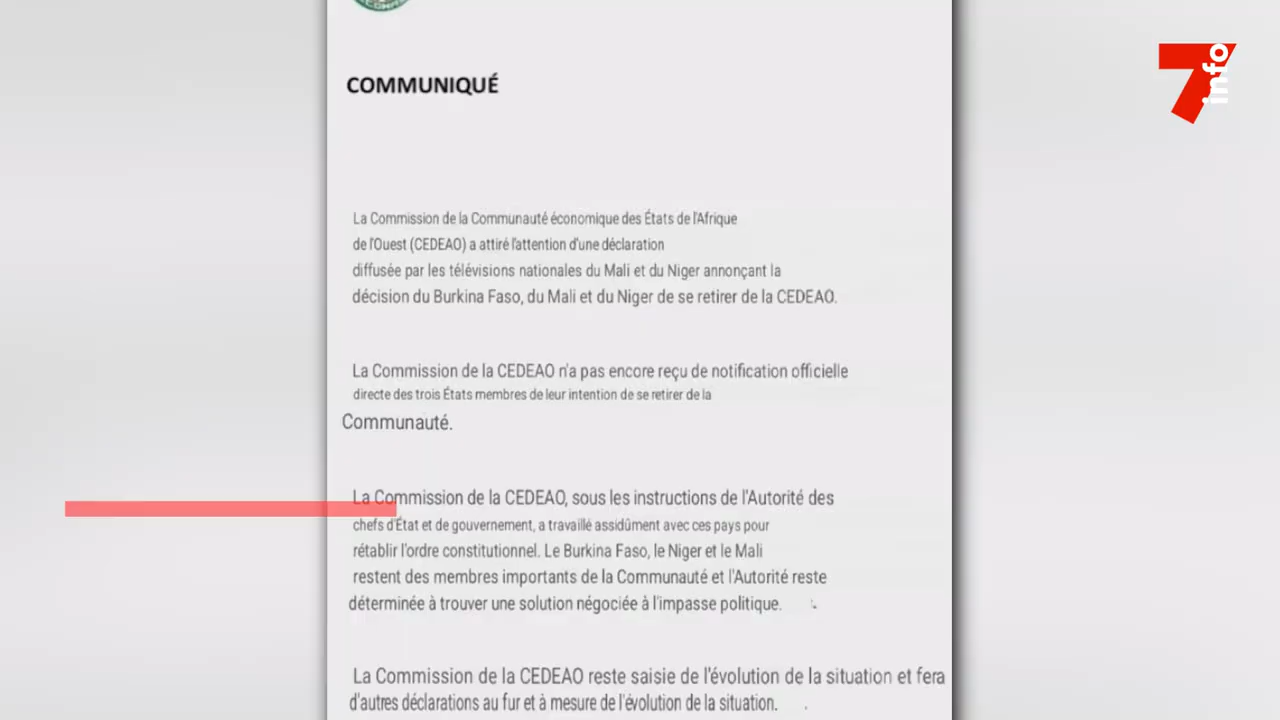 7info
COMMUNIQUÉ
La Commission de la Communauté économique des États de l'Afrique
de l'Ouest (CEDEAO) a attiré l'attention d'une déclaration
diffusée par les télévisions nationales du Mali et du Niger annonçant la
décision du Burkina Faso, du Mali et du Niger de se retirer de la CEDEAO.
La Commission de la CEDEAO n'a pas encore reçu de notification officielle
directe des trois États membres de leur intention de se retirer de la
Communauté.
La Commission de la CEDEAO, sous les instructions de l'Autorité des
chefs d'État et de gouvernement, a travaillé assidûment avec ces pays pour
rétablir l'ordre constitutionnel. Le Burkina Faso, le Niger et le Mali
restent des membres importants de la Communauté et l'Autorité reste
déterminée à trouver une solution négociée à l'impasse politique.
La Commission de la CEDEAO reste saisie de l'évolution de la situation et fera
d'autres déclarations au fur et à mesure de l'évolution de la situation.